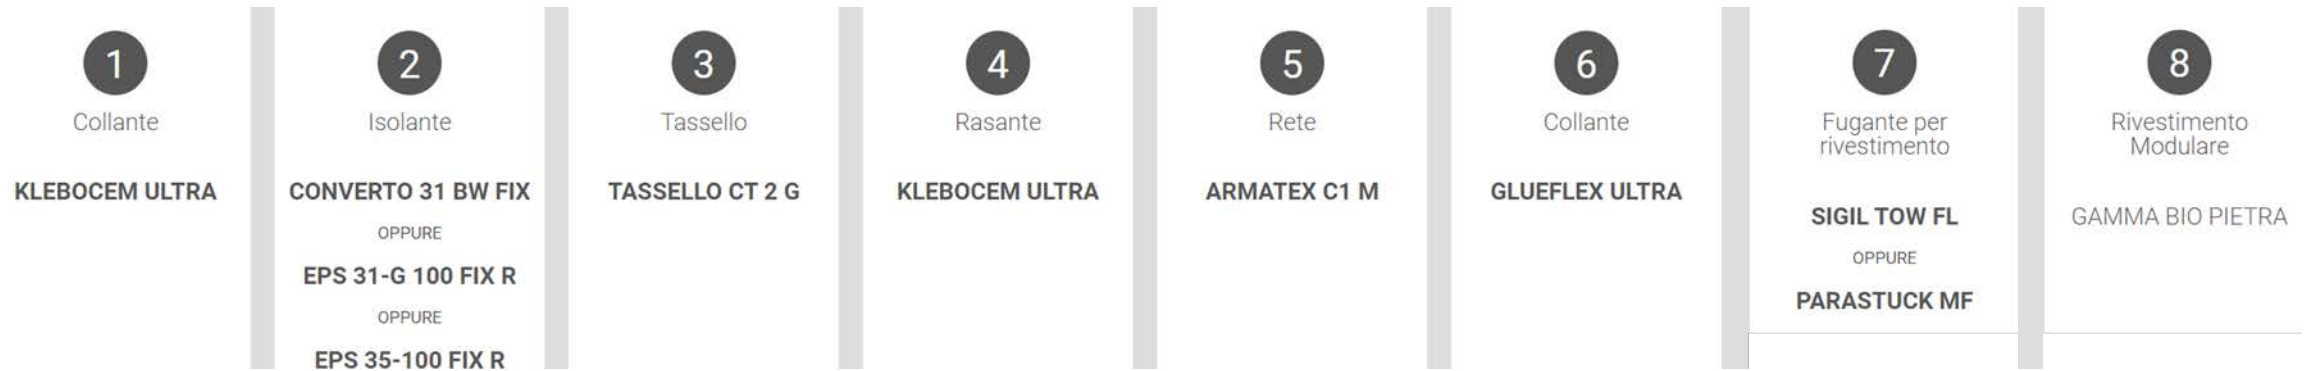 1
Collante
KLEBOCEM ULTRA
2
Isolante
CONVERTO 31 BW FIX
OPPURE
EPS 31-G 100 FIX R
OPPURE
EPS 35-100 FIX R
3
Tassello
TASSELLO CT 2 G
4
Rasante
KLEBOCEM ULTRA
5
Rete
ARMATEX C1 M
6
Collante
GLUEFLEX ULTRA
7
Fugante per
rivestimento
SIGIL TOW FL
OPPURE
PARASTUCK MF
8
Rivestimento
Modulare
GAMMA BIO PIETRA